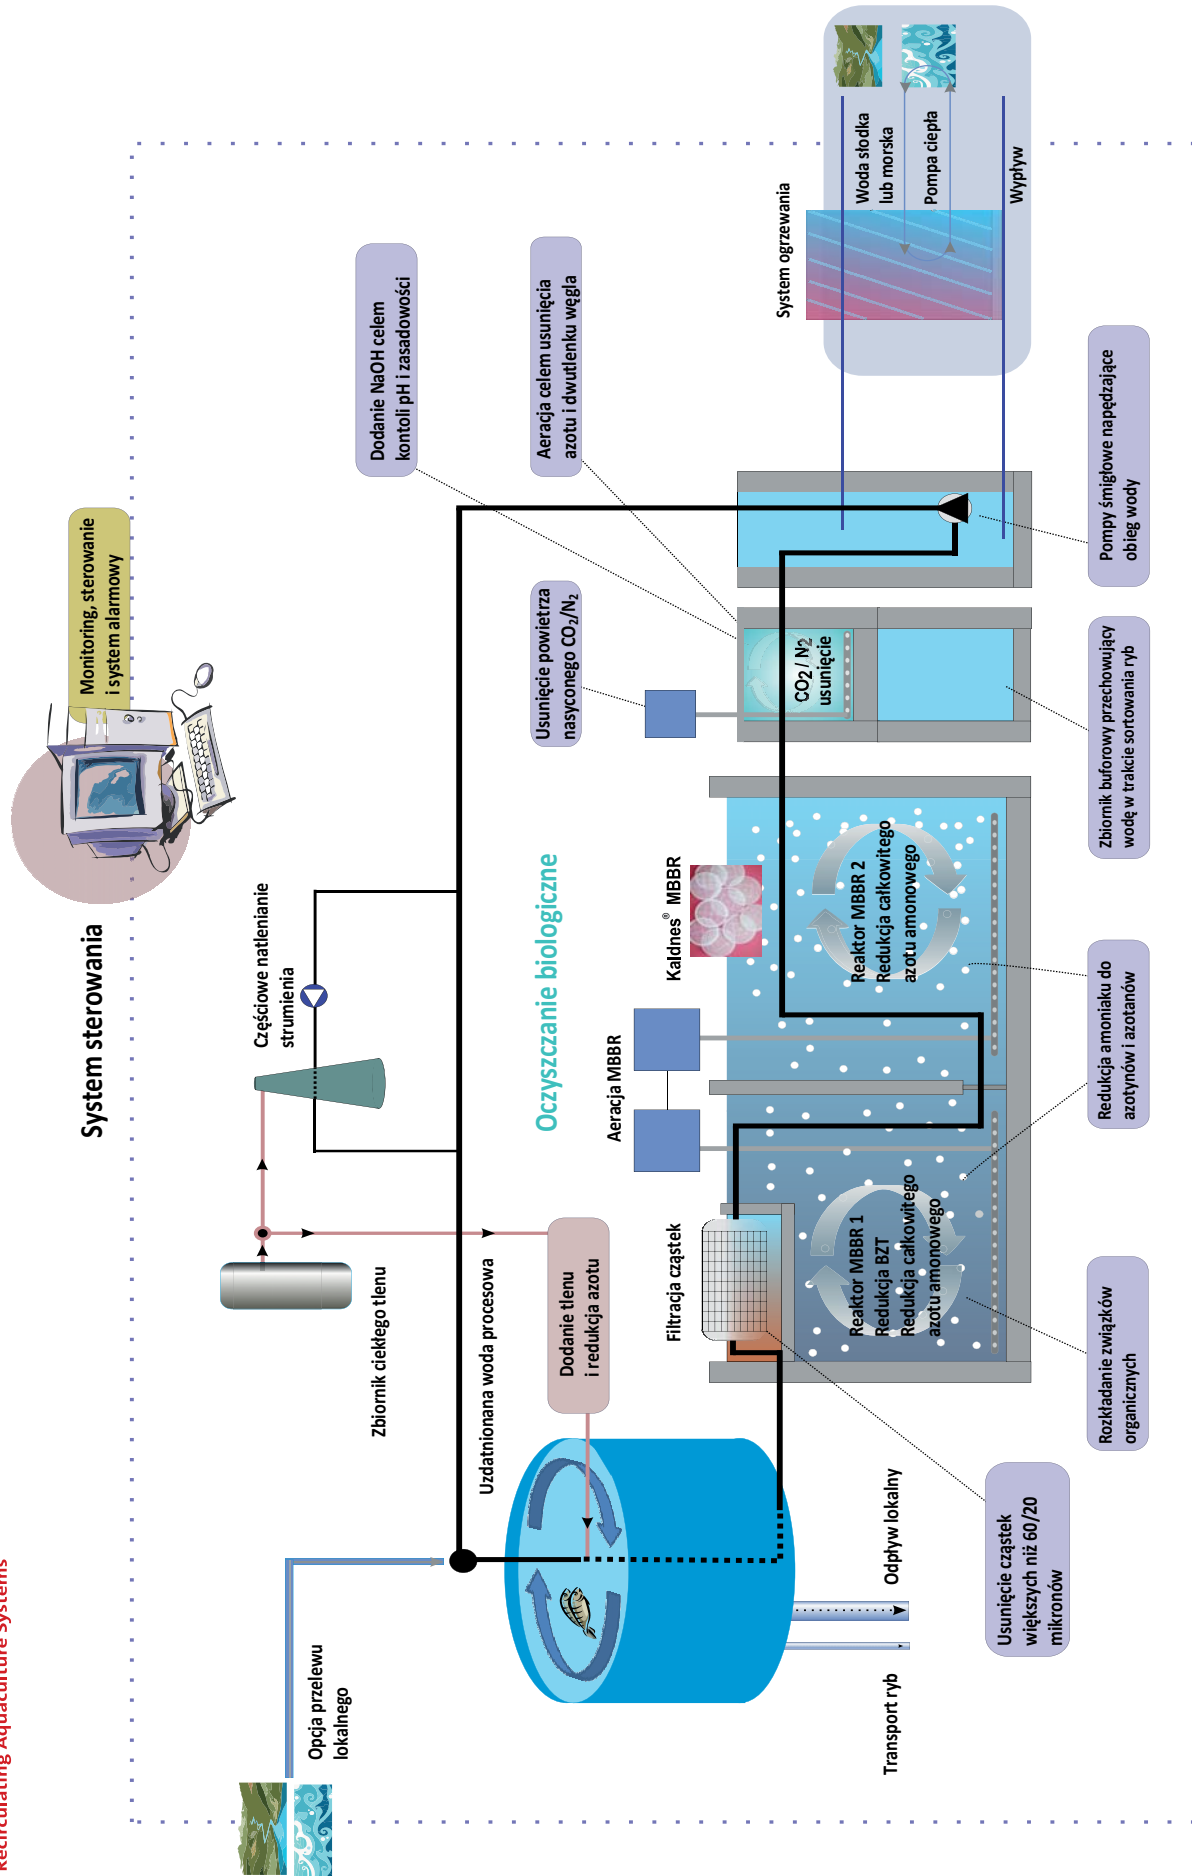 Recirculating Aquaculture Systems
System sterowania
Monitoring, sterowanie
i system alarmowy
Opcja przelewu
lokalnego
Zbiornik ciekłego tlenu
Częściowe natlenianie
strumienia
Dodanie NaOH celem
kontoli pH i zasadowości
Uzdatnionana woda procesowa
Oczyszczanie biologiczne
Aeracja celem usunięcia
azotu i dwutlenku węgla
Usunięcie powietrza
nasyconego CO2/N2
Dodanie tlenu
i redukcja azotu
Aeracja MBBR
Kaldnes® MBBR
Filtracja cząstek
System ogrzewania
Woda słodka
lub morska
Pompa ciepła
Wypływ
CO2 / N2
usunięcie
Reaktor MBBR 1
Redukcja BZT
Redukcja całkowitego
azotu amonowego
Reaktor MBBR 2
Redukcja całkowitego
azotu amonowego
Transport ryb
Odpływ lokalny
Usunięcie cząstek
większych niż 60/20
mikronów
Rozkładanie związków
organicznych
Redukcja amoniaku do
azotynów i azotanów
Zbiornik buforowy przechowujący
wodę w trakcie sortowania ryb
Pompy śmigłowe napędzające
obieg wody